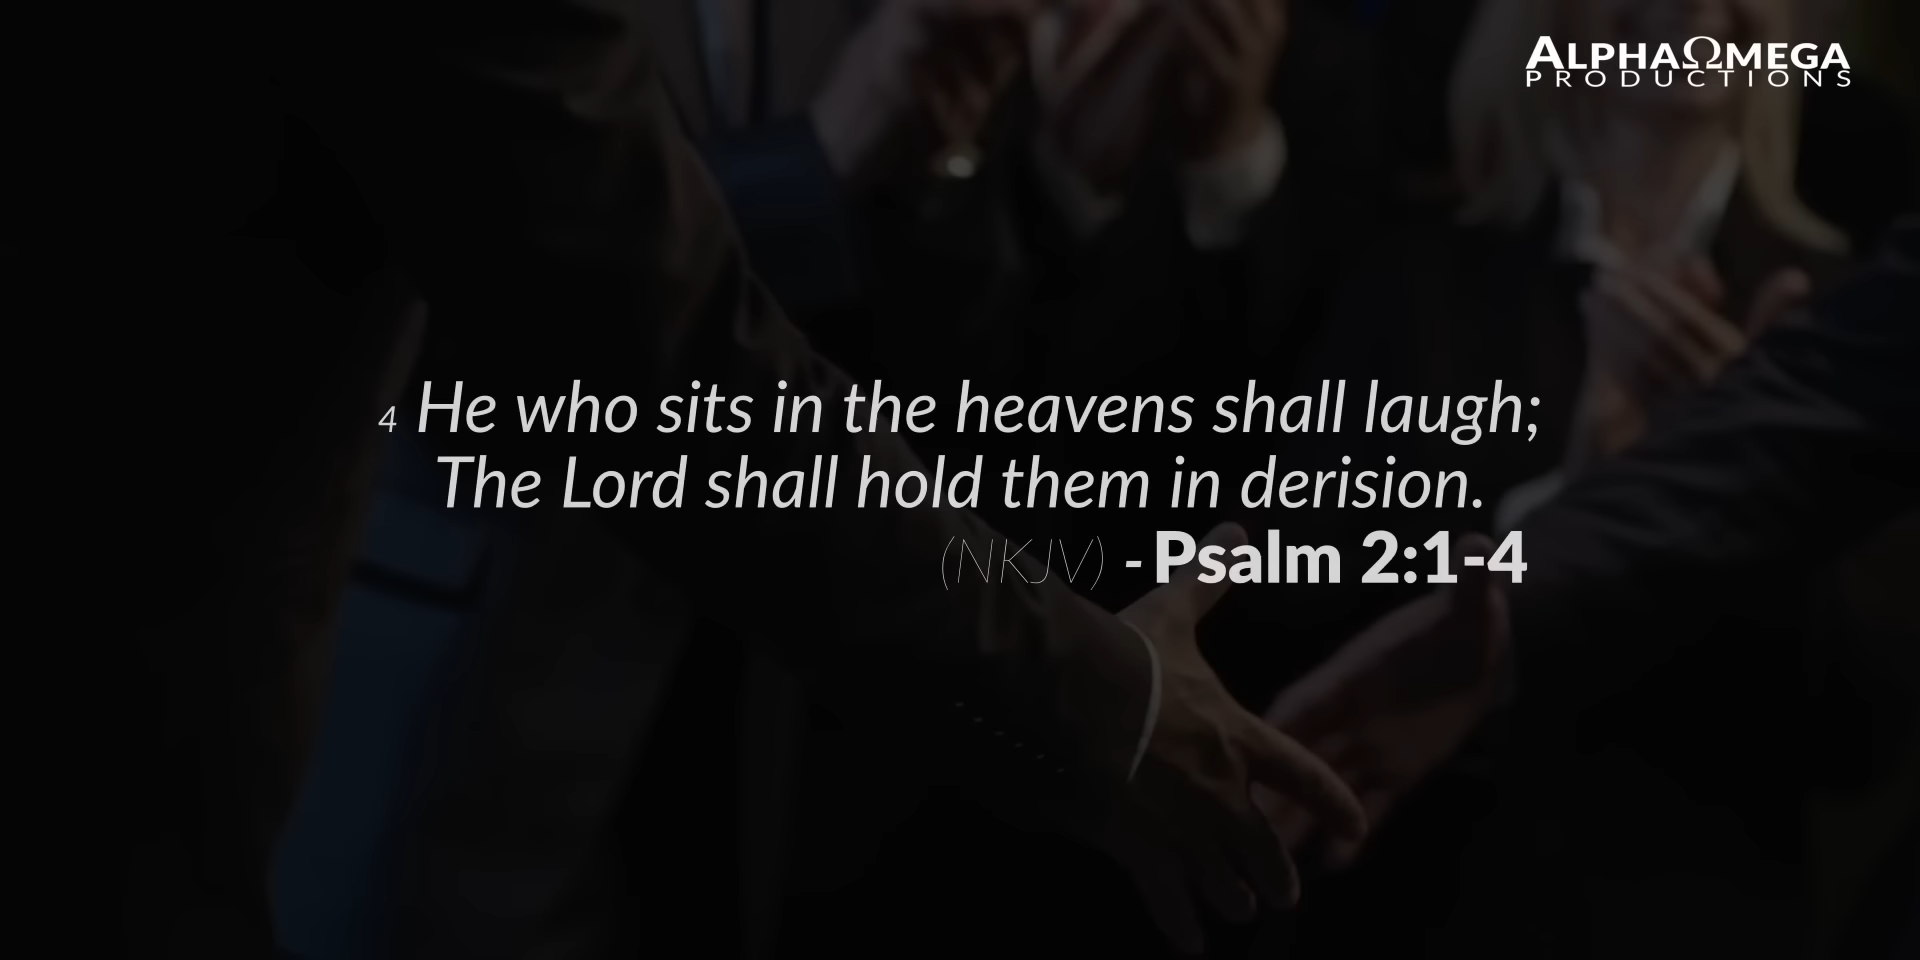 ALPHAΩMEGA
PRODUCTIONS
4 He who sits in the heavens shall laugh;
The Lord shall hold them in derision.
(NKJV) - Psalm 2:1-4